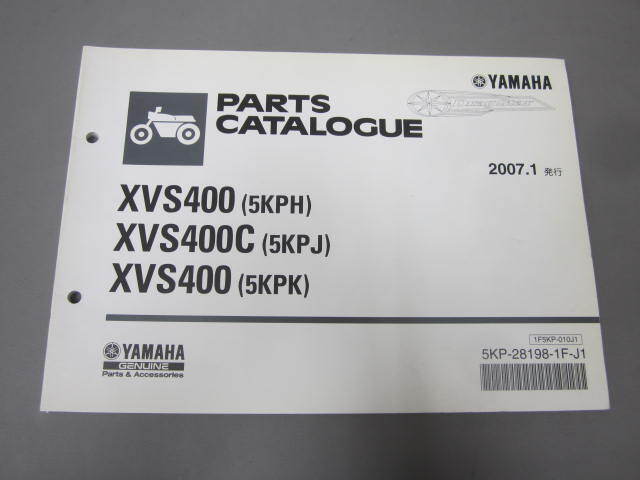 YAMAHA
PARTS
CATALOGUE
2007.1 発行
XVS400 (5KPH)
XVS400C (5KPJ)
XVS400 (5KPK)
YAMAHA
GENUINE
Parts & Accessories
1F5KP-010J1
5KP-28198-1F-J1